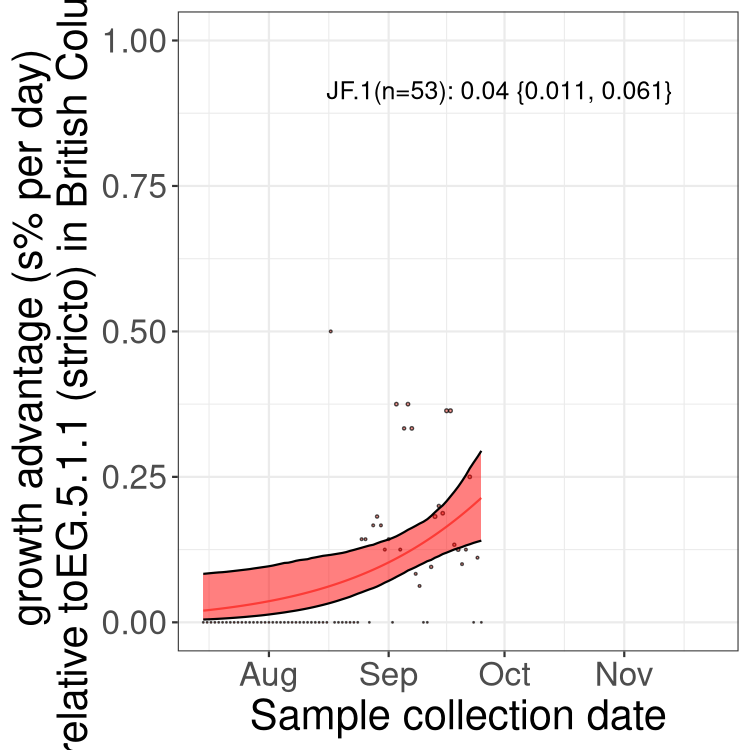 growth advantage (s% per day)
relative toEG.5.1.1 (stricto) in British Colu
1.00
0.75
0.50
0.25
0.00
JF.1(n=53): 0.04 {0.011, 0.061}
Aug Sep Oct Nov
Sample collection date